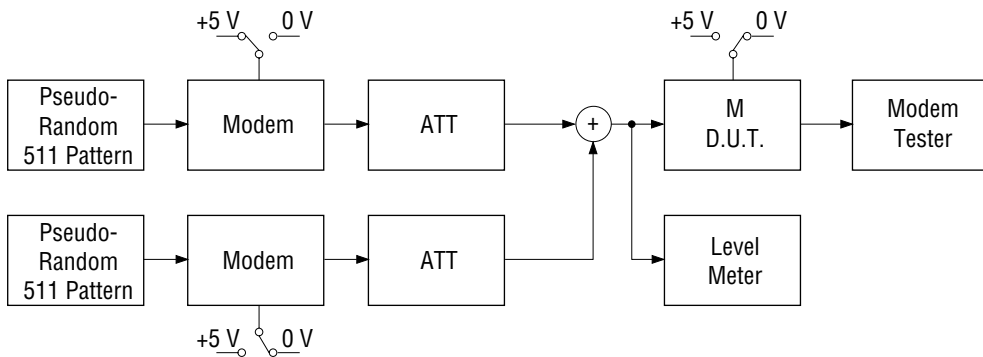 +5 V 0 V
+5 V 0 V
Pseudo-
Random
511 Pattern
Modem
ATT
+
M
D.U.T.
Modem
Tester
Pseudo-
Random
511 Pattern
Modem
ATT
Level
Meter
+5 V 0 V